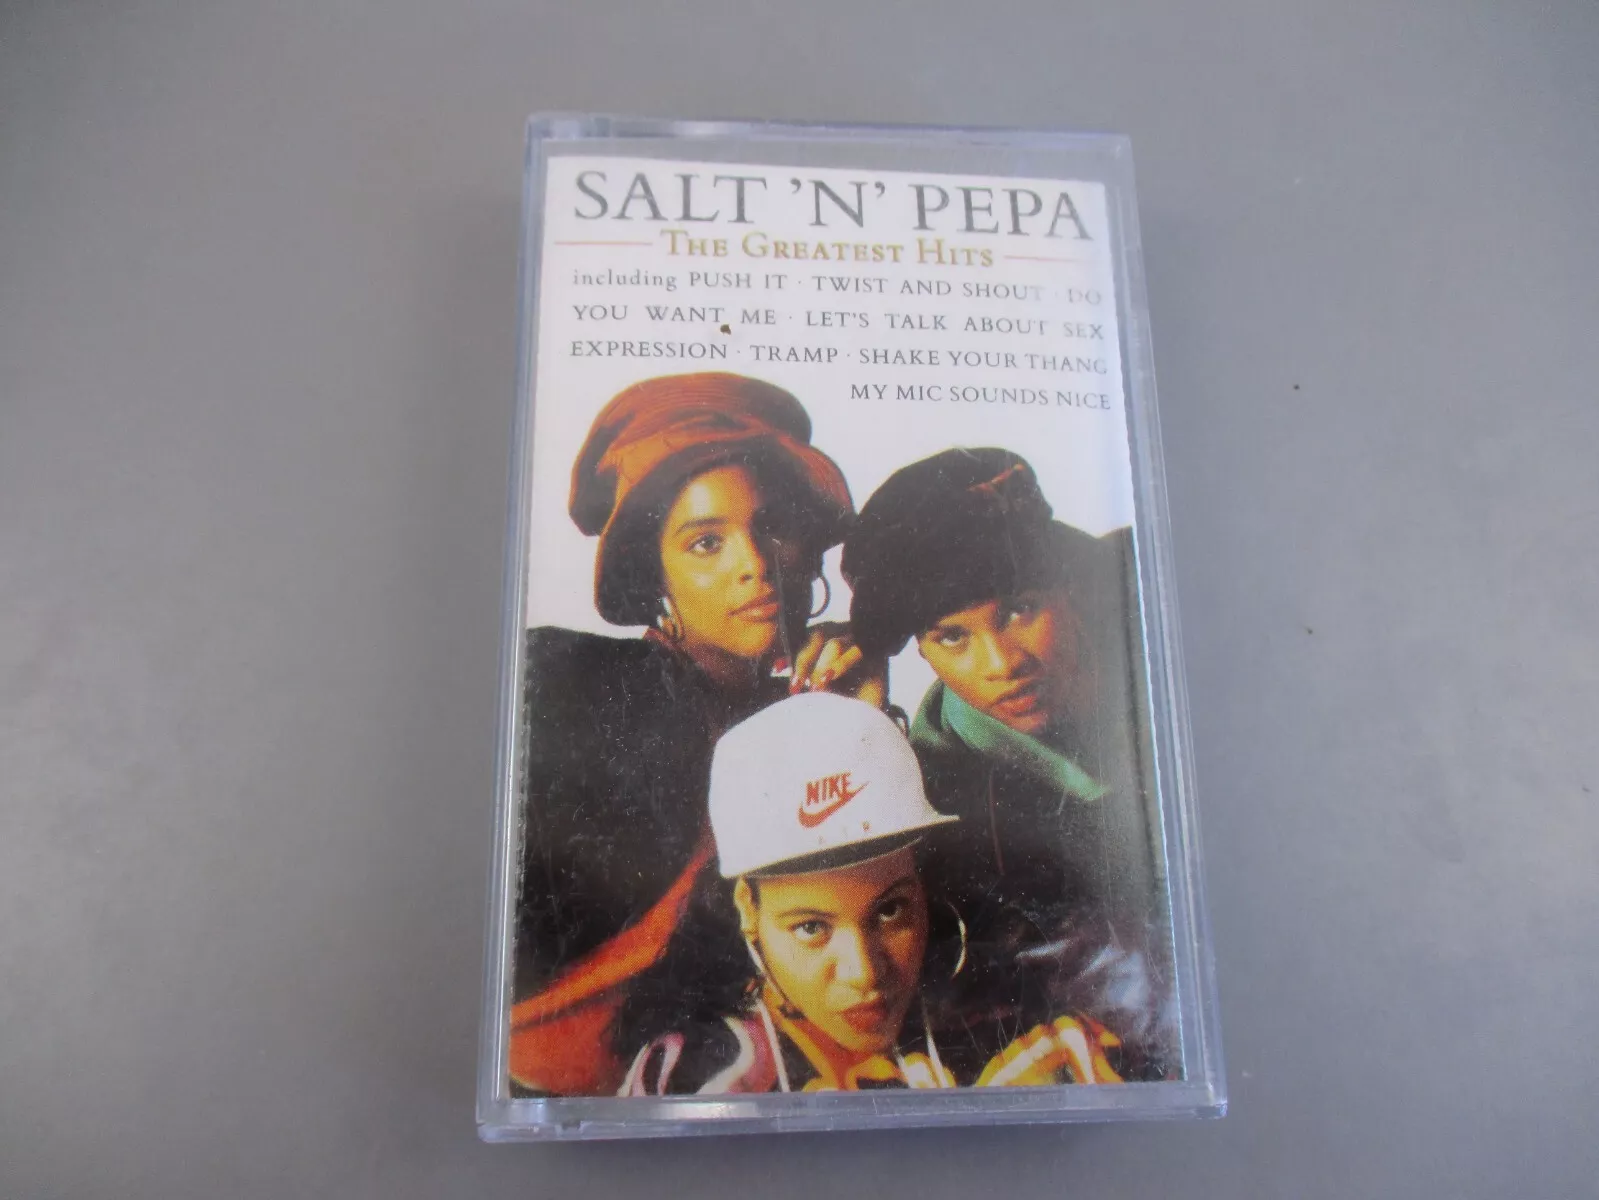 SALT 'N' PEPA
THE GREATEST HITS
including PUSH IT · TWIST AND SHOUT · DO
YOU WANT ME · LET'S TALK ABOUT SEX
EXPRESSION · TRAMP · SHAKE YOUR THANG
MY MIC SOUNDS NICE
NIKE
AIR